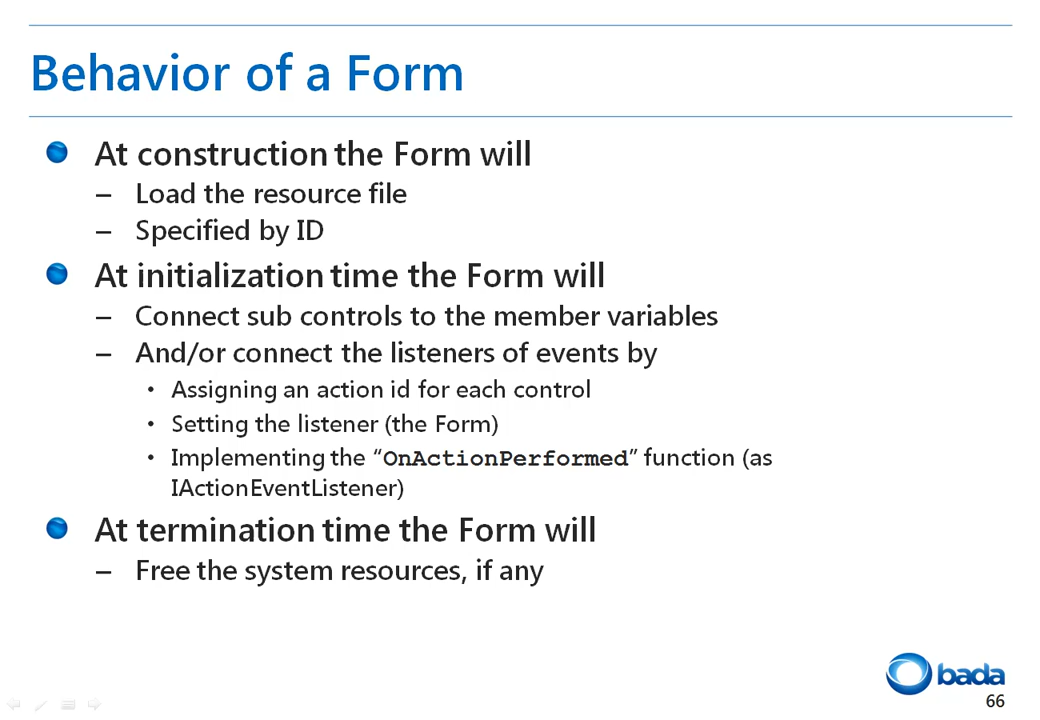 Behavior of a Form
At construction the Form will
– Load the resource file
– Specified by ID
At initialization time the Form will
– Connect sub controls to the member variables
– And/or connect the listeners of events by
• Assigning an action id for each control
• Setting the listener (the Form)
• Implementing the “OnActionPerformed” function (as
IActionEventListener)
At termination time the Form will
– Free the system resources, if any
bada
66